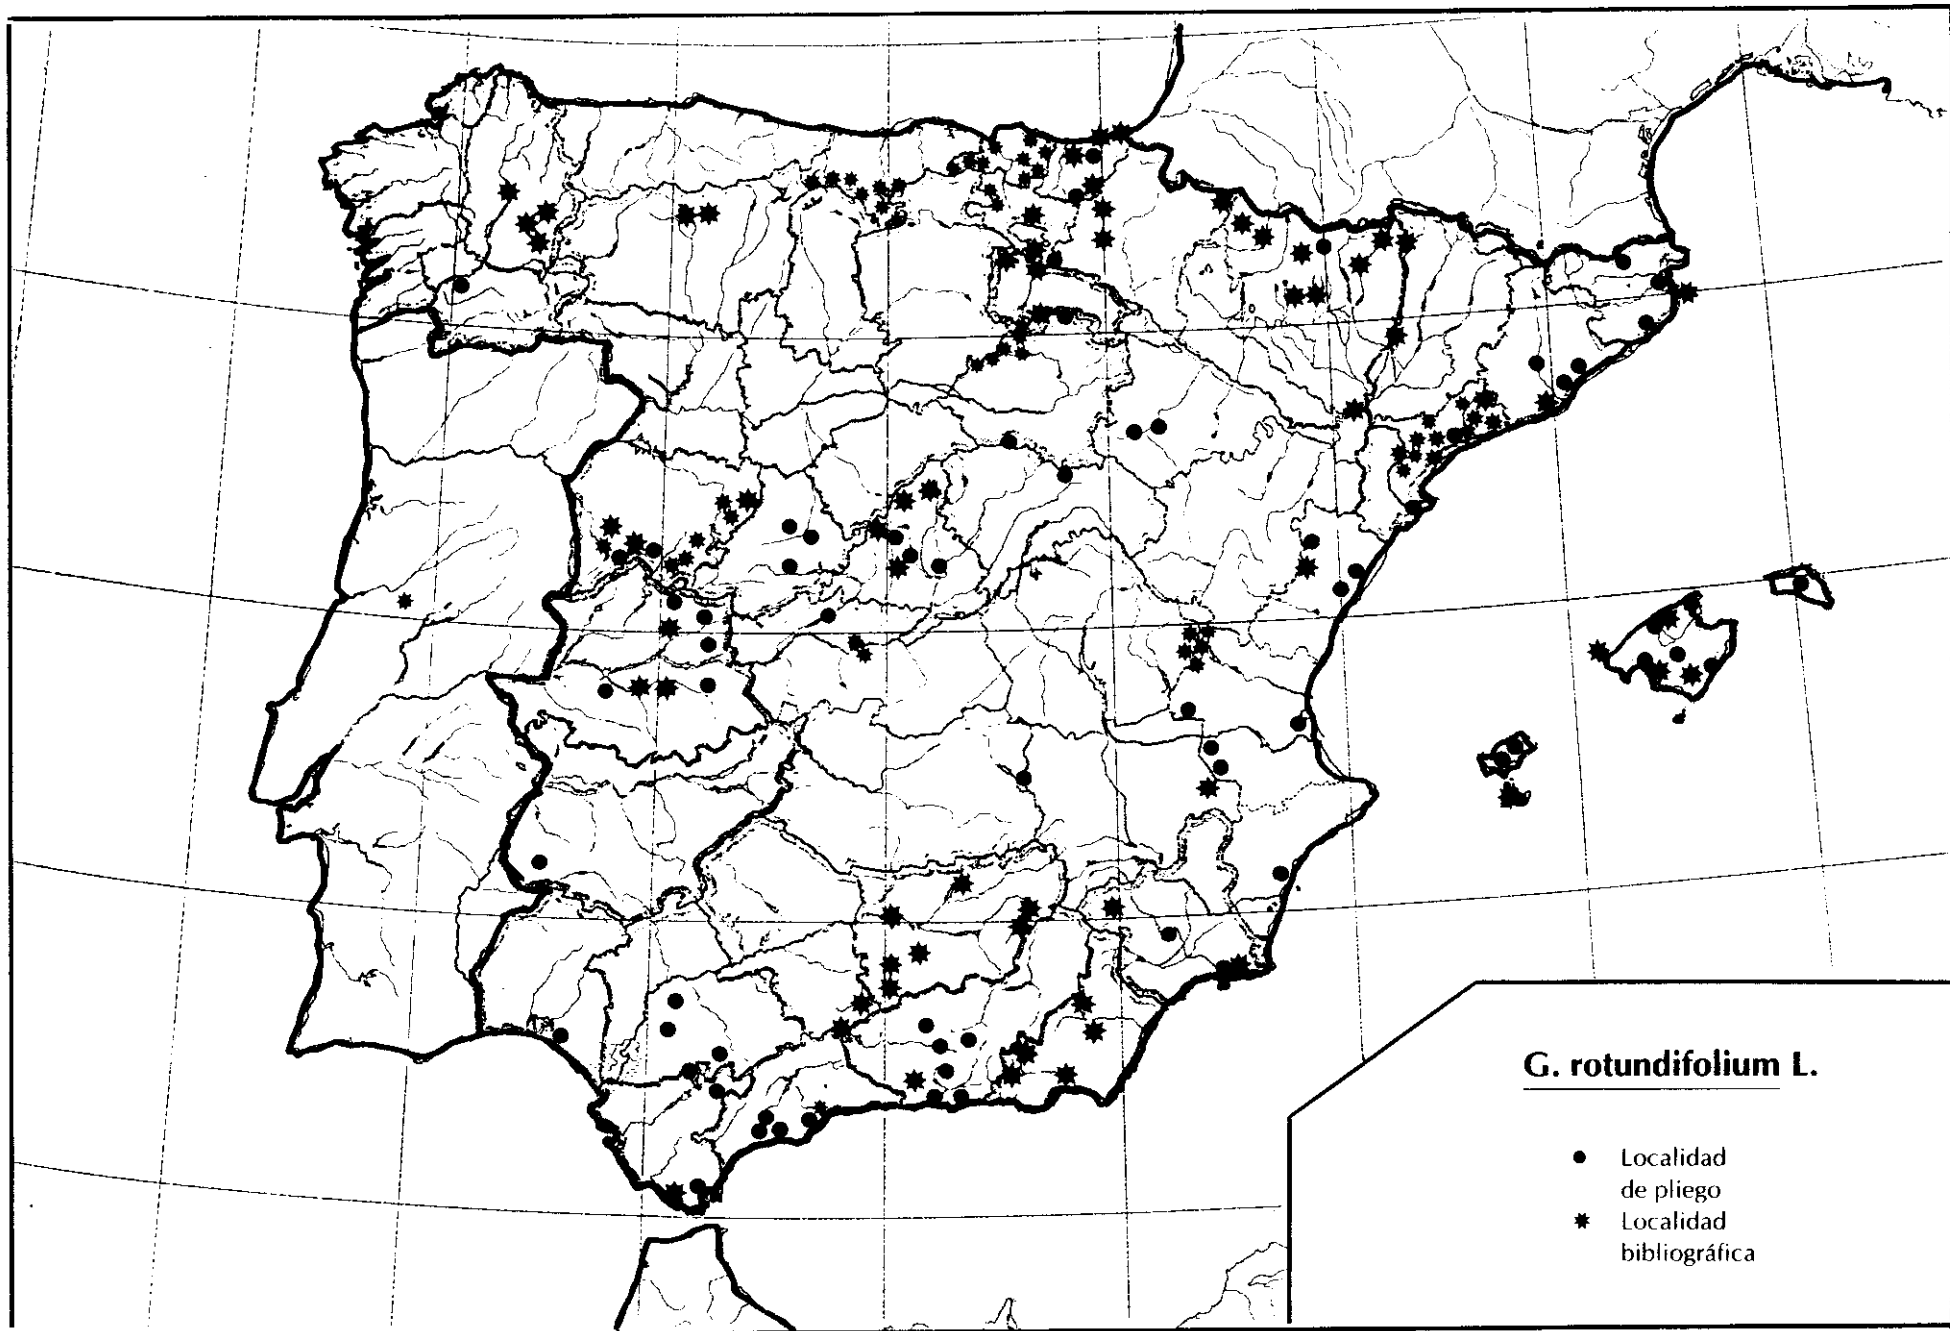 G. rotundifolium L.
Localidad
de pliego
Localidad
bibliográfica